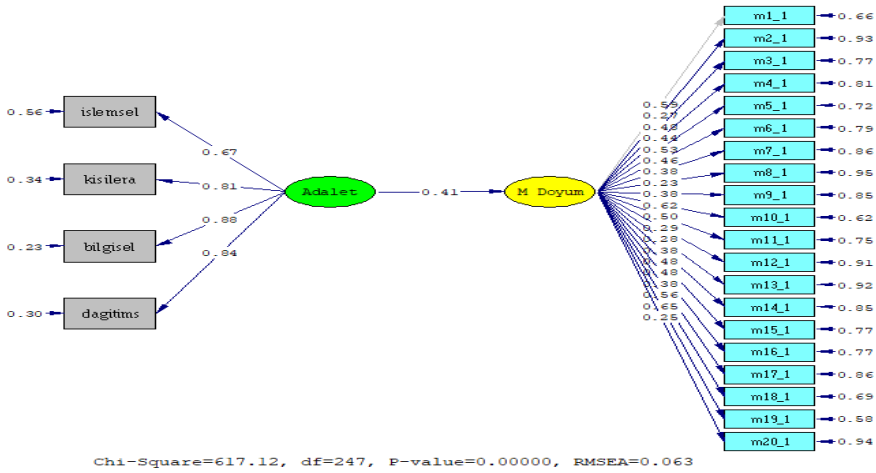 m1_1 0.66
m2_1 0.93
m3_1 0.77
m4_1 0.81
m5_1 0.72
m6_1 0.79
m7_1 0.86
m8_1 0.95
m9_1 0.85
m10_1 0.62
m11_1 0.75
m12_1 0.91
m13_1 0.92
m14_1 0.85
m15_1 0.77
m16_1 0.77
m17_1 0.86
m18_1 0.69
m19_1 0.58
m20_1 0.94
0.56 islemsel
0.34 kisilera
0.23 bilgisel
0.30 dagitims
0.67
0.81
0.88
0.84
Adalet
0.41
M Doyum
0.59
0.27
0.48
0.44
0.53
0.46
0.38
0.23
0.38
0.62
0.50
0.29
0.28
0.38
0.48
0.48
0.38
0.56
0.65
0.25
Chi-Square=617.12, df=247, P-value=0.00000, RMSEA=0.063